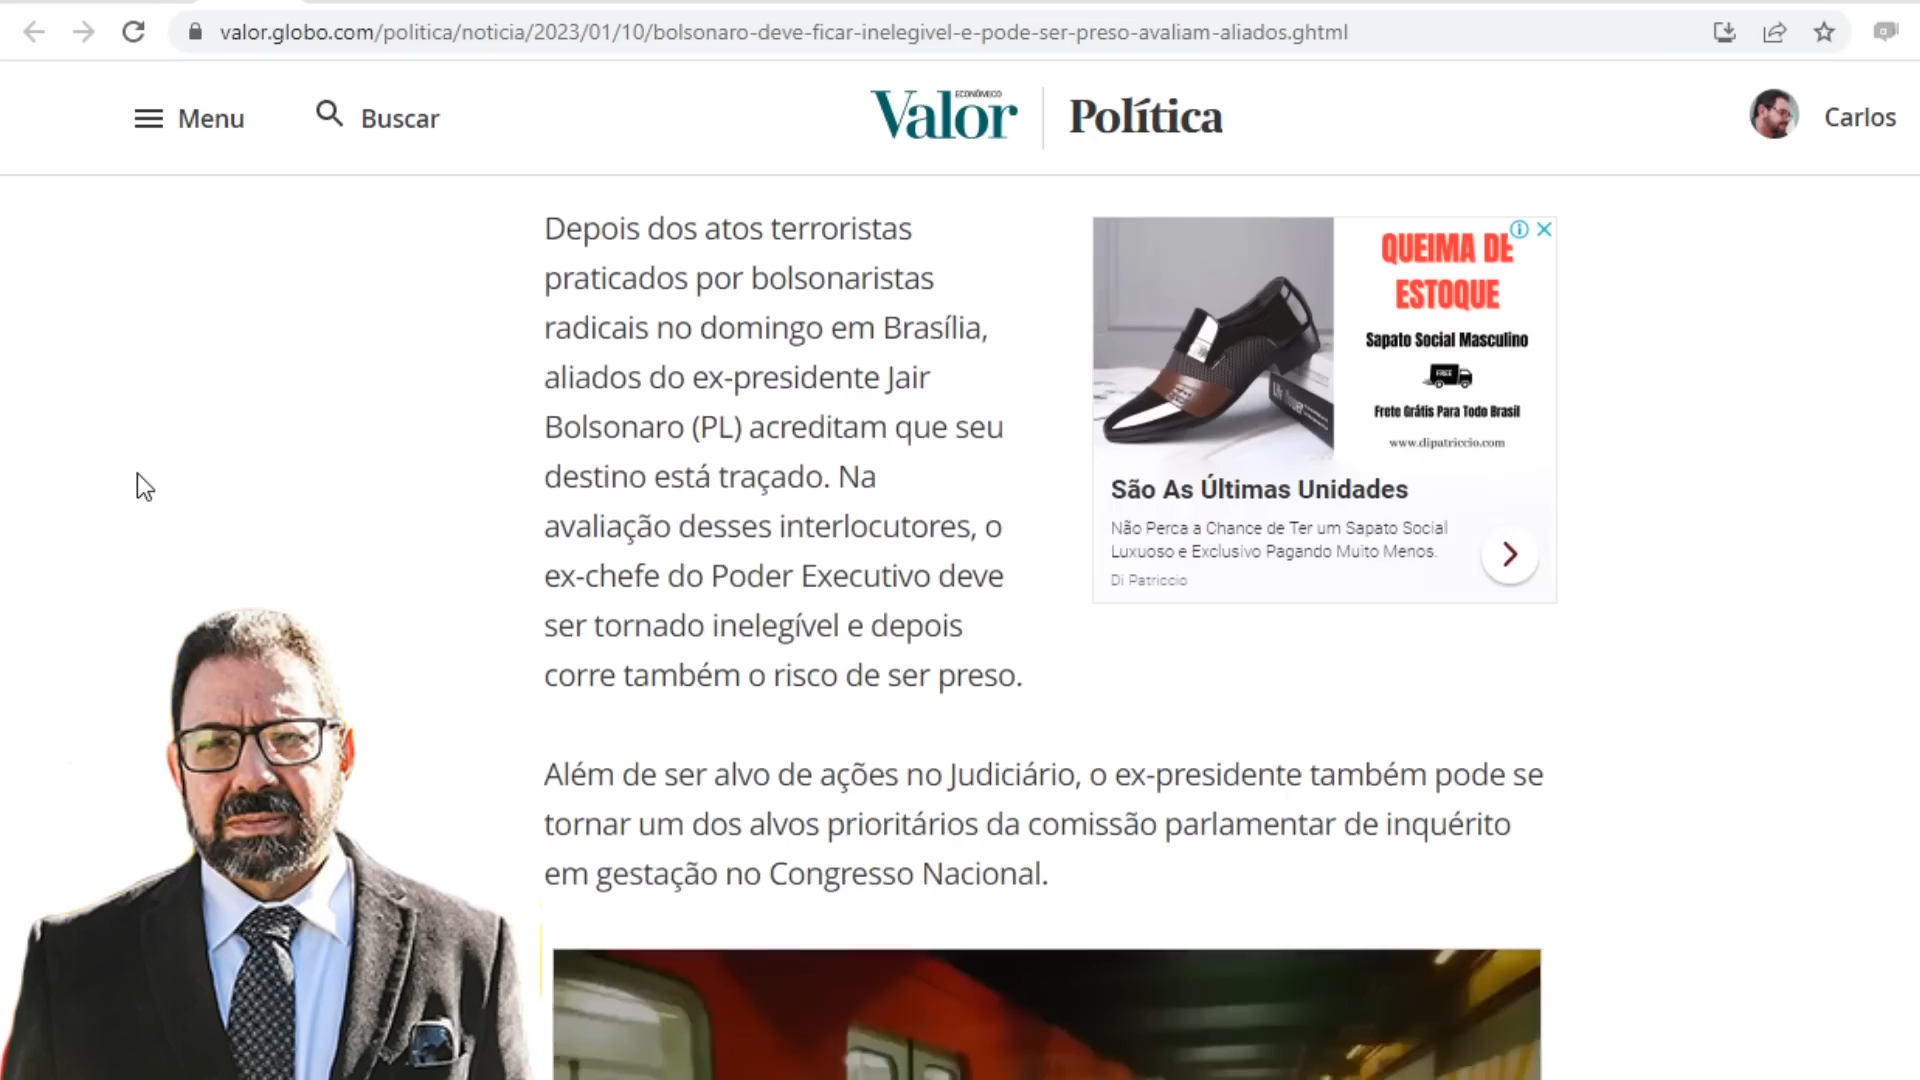 valor.globo.com/politica/noticia/2023/01/10/bolsonaro-deve-ficar-inelegivel-e-pode-ser-preso-avaliam-aliados.ghtml
Menu
Buscar
Valor
ECONÔMICO
Política
Carlos
Depois dos atos terroristas
praticados por bolsonaristas
radicais no domingo em Brasília,
aliados do ex-presidente Jair
Bolsonaro (PL) acreditam que seu
destino está traçado. Na
avaliação desses interlocutores, o
ex-chefe do Poder Executivo deve
ser tornado inelegível e depois
corre também o risco de ser preso.
QUEIMA DE
ESTOQUE
Sapato Social Masculino
FREE
Frete Grátis Para Todo Brasil
www.dipatriccio.com
São As Últimas Unidades
Não Perca a Chance de Ter um Sapato Social
Luxuoso e Exclusivo Pagando Muito Menos.
Di Patriccio
Além de ser alvo de ações no Judiciário, o ex-presidente também pode se
tornar um dos alvos prioritários da comissão parlamentar de inquérito
em gestação no Congresso Nacional.